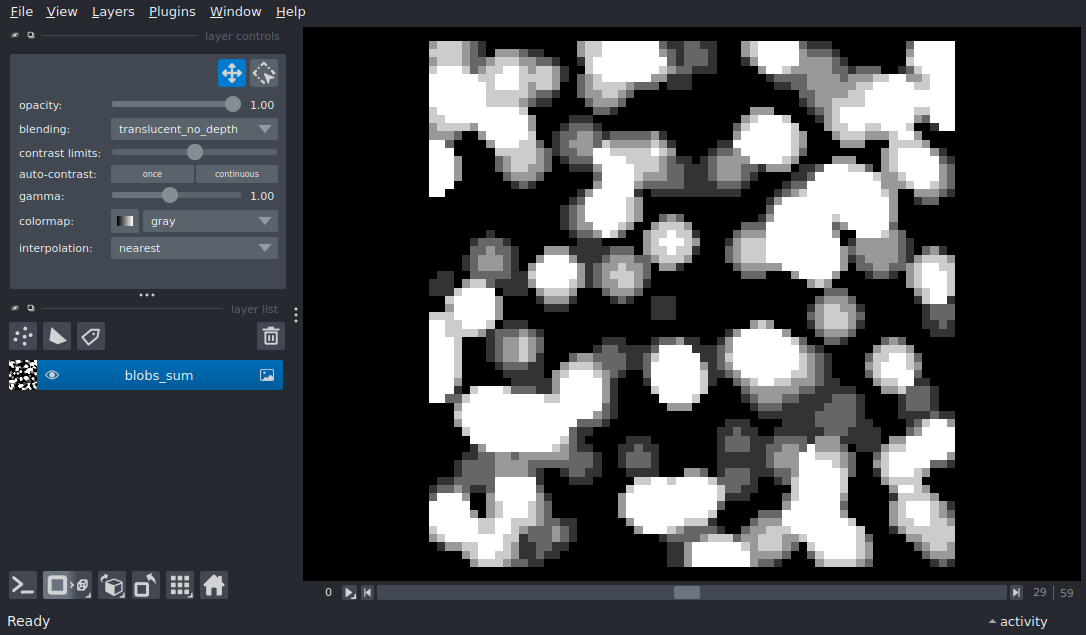 File View Layers Plugins Window Help
layer controls
opacity: 1.00
blending: translucent_no_depth
contrast limits:
auto-contrast: once continuous
gamma: 1.00
colormap: gray
interpolation: nearest
layer list
blobs_sum
0 29 59
Ready activity